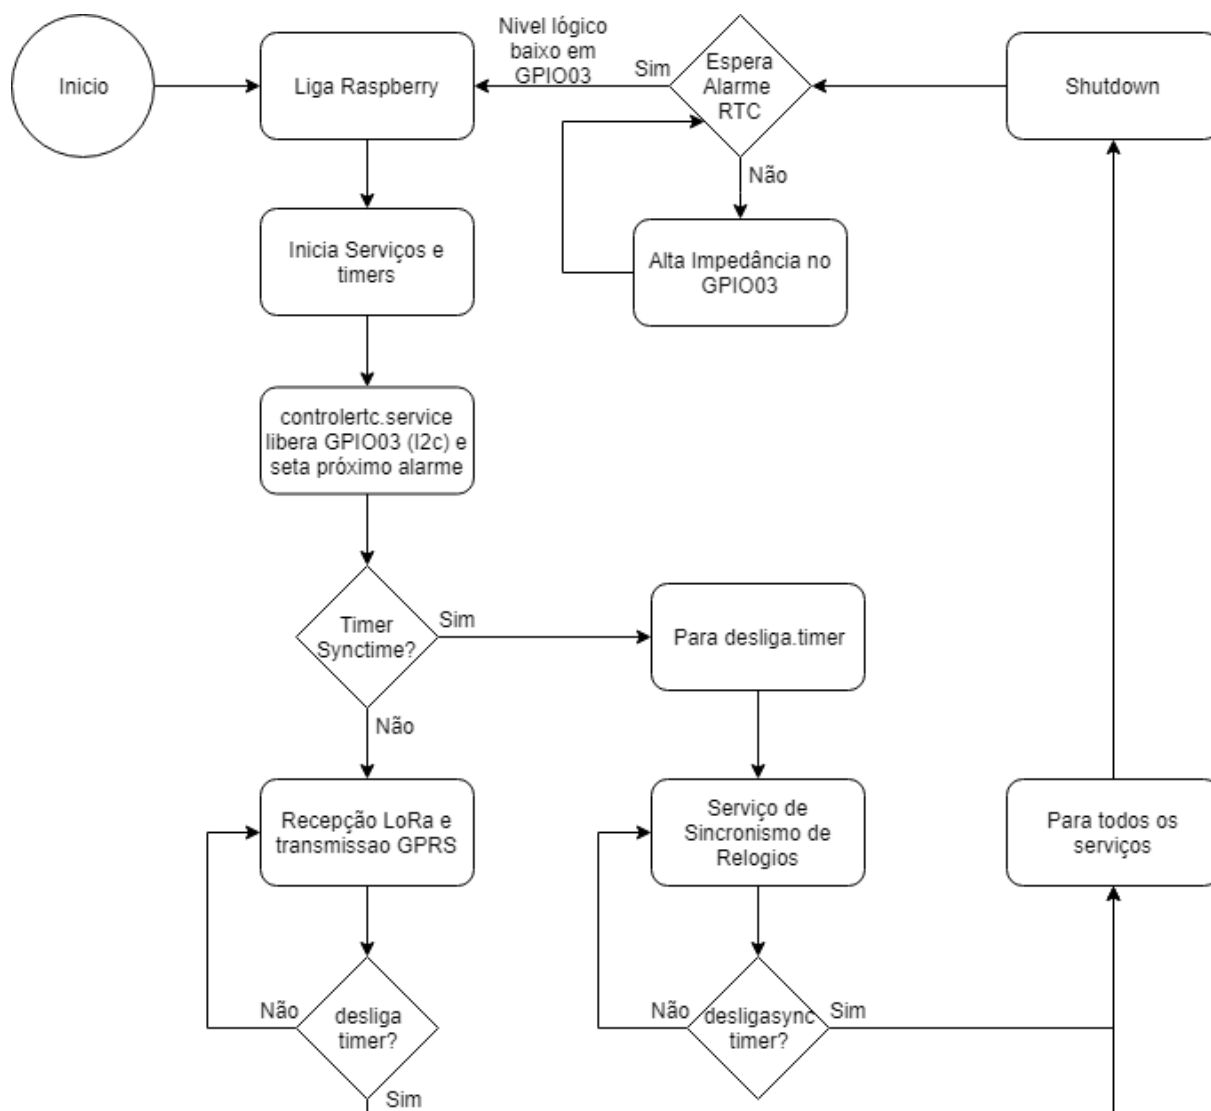 Inicio
Liga Raspberry
Nivel lógico
baixo em
GPIO03
Sim
Espera
Alarme
RTC
Shutdown
Não
Inicia Serviços e
timers
Alta Impedância no
GPIO03
controlertc.service
libera GPIO03 (I2c) e
seta próximo alarme
Timer
Synctime?
Sim
Para desliga.timer
Não
Recepção LoRa e
transmissao GPRS
Serviço de
Sincronismo de
Relogios
Para todos os
serviços
Não
desliga
timer?
Não
desligasync
timer?
Sim
Sim